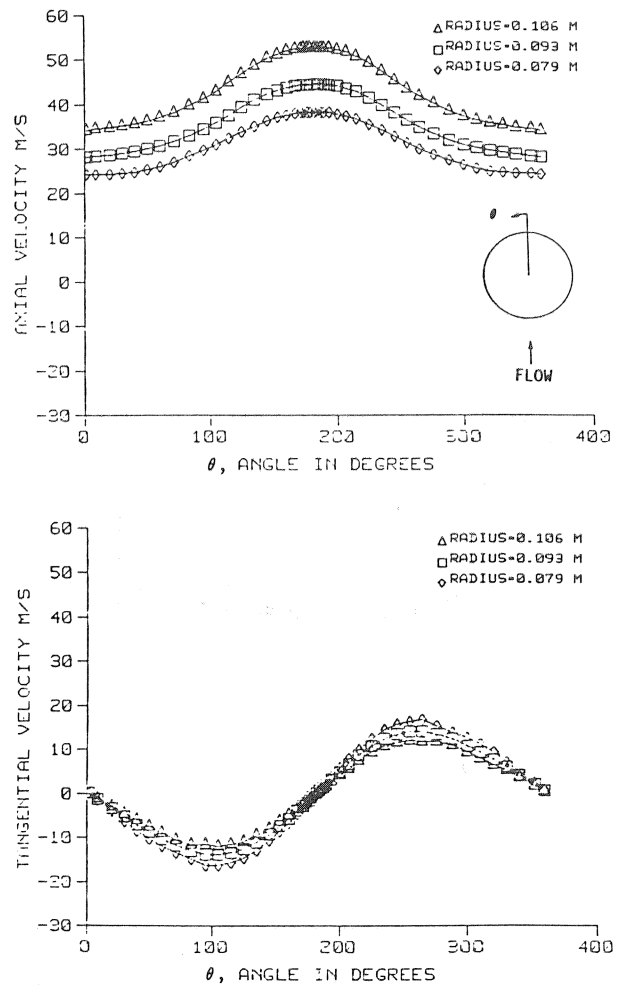 60
50
40
30
20
10
0
-10
-20
-30
AXIAL VELOCITY M/S
△ RADIUS=0.106 M
□ RADIUS=0.093 M
◇ RADIUS=0.079 M
θ
FLOW
0 100 200 300 400
θ, ANGLE IN DEGREES
60
50
40
30
20
10
0
-10
-20
-30
TANGENTIAL VELOCITY M/S
△ RADIUS=0.106 M
□ RADIUS=0.093 M
◇ RADIUS=0.079 M
0 100 200 300 400
θ, ANGLE IN DEGREES